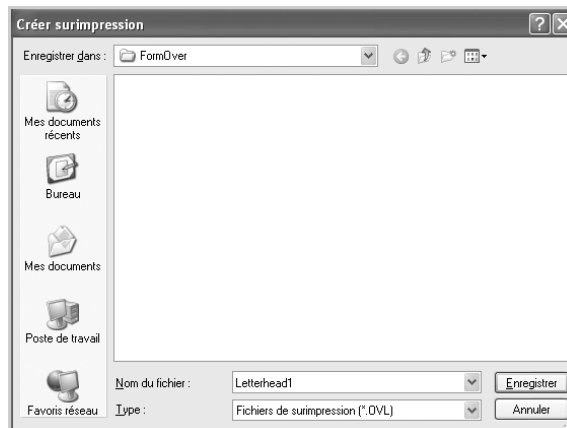 Créer surimpression
Enregistrer dans :
FormOver
Mes documents
récents
Bureau
Mes documents
Poste de travail
Favoris réseau
Nom du fichier :
Letterhead1
Enregistrer
Type :
Fichiers de surimpression (*.OVL)
Annuler